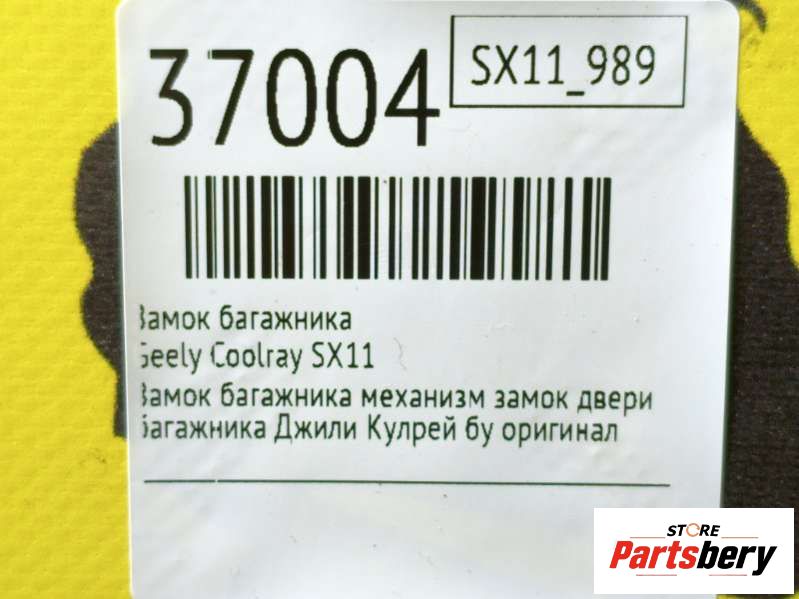 37004
SX11_989
Замок багажника
Geely Coolray SX11
Замок багажника механизм замок двери
багажника Джили Кулрей бу оригинал
STORE
Partsbery